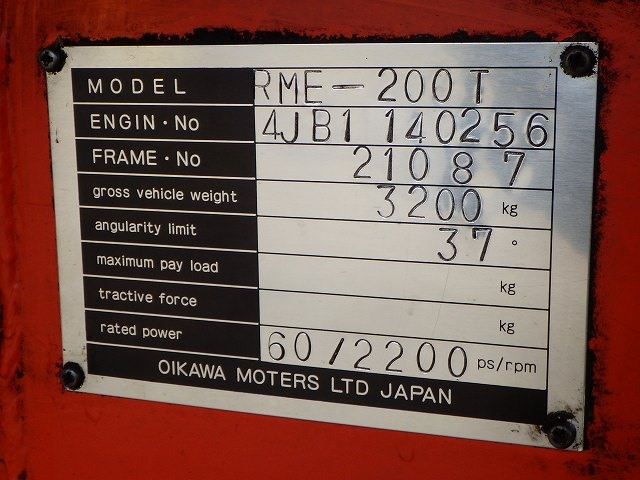 MODEL RME-200T
ENGIN・No 4JB1 140256
FRAME・No 21087
gross vehicle weight 3200 kg
angularity limit 37°
maximum pay load kg
tractive force kg
rated power 60/2200 ps/rpm
OIKAWA MOTERS LTD JAPAN